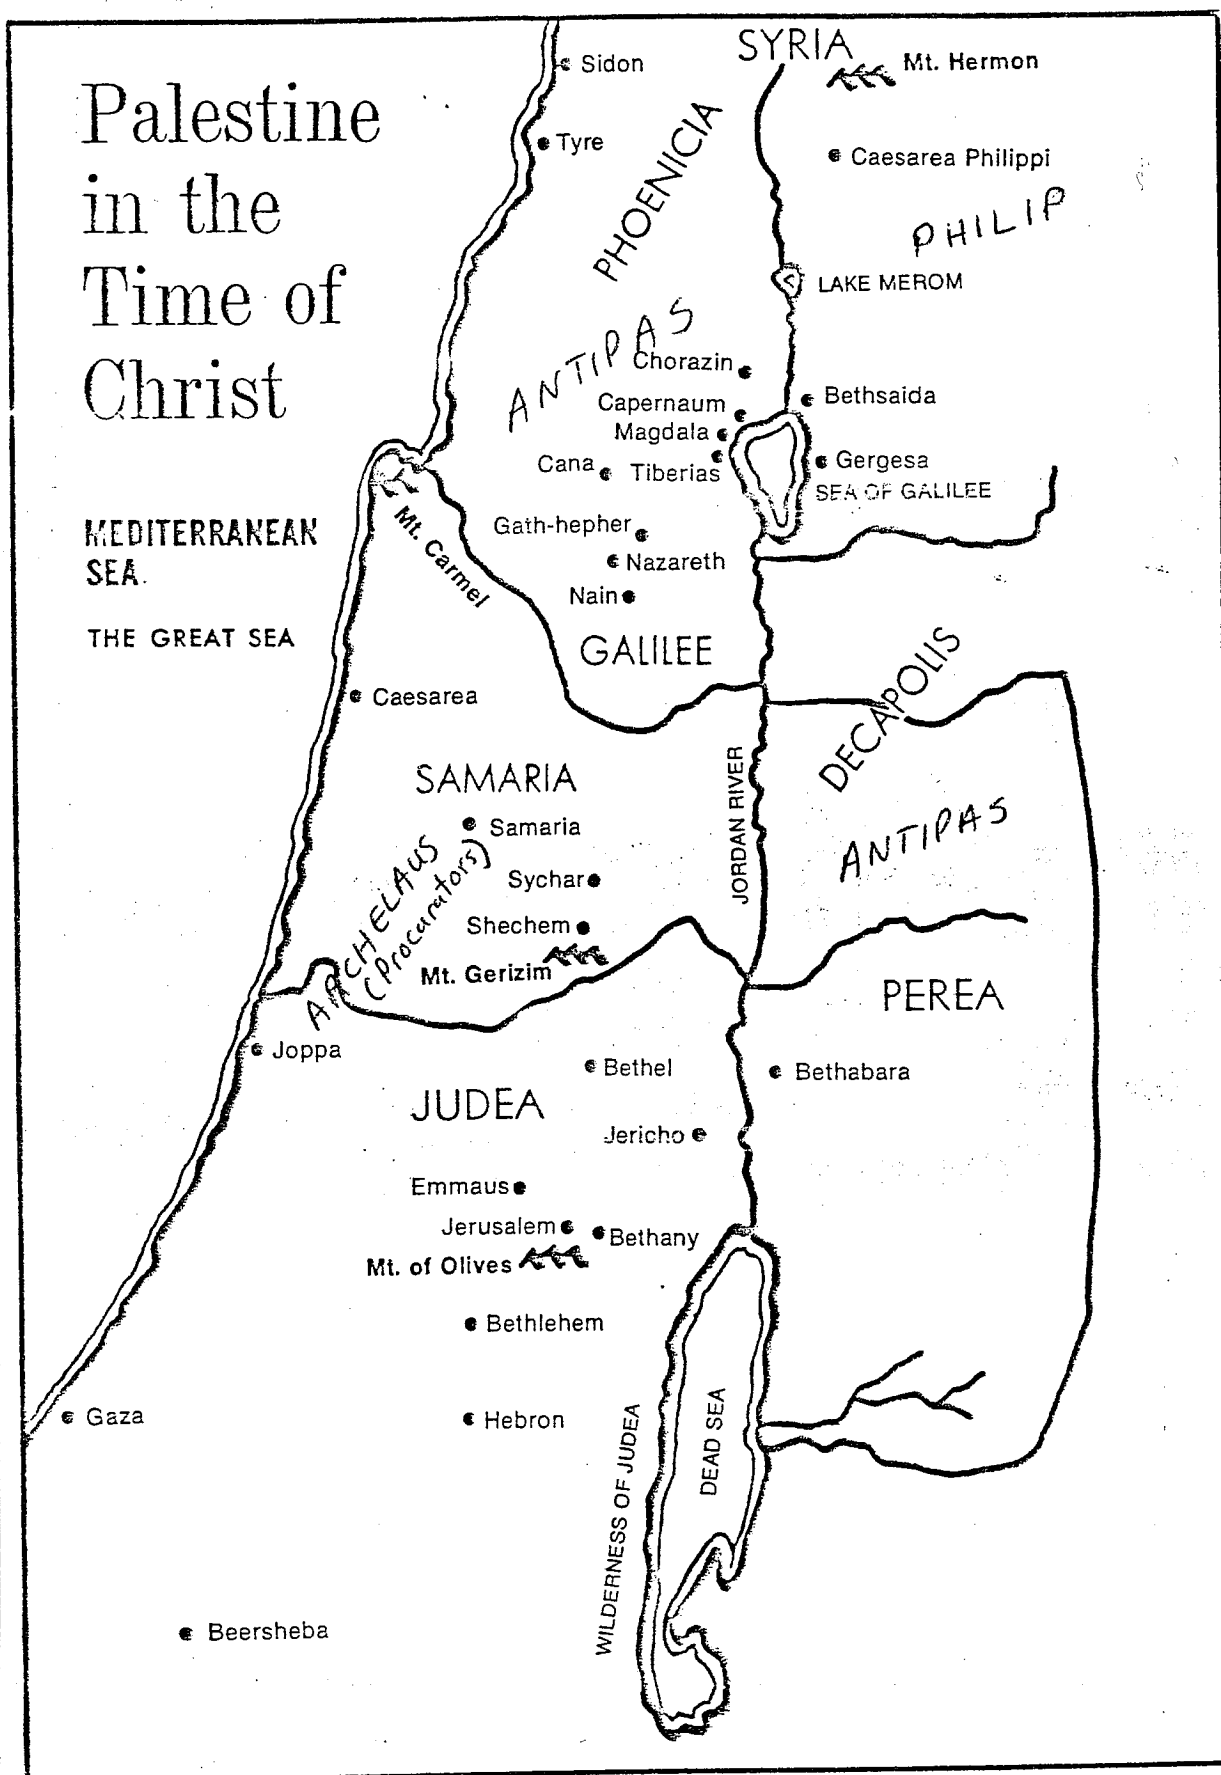 Palestine
in the
Time of
Christ
SYRIA
Mt. Hermon
Sidon
Tyre
PHOENICIA
Caesarea Philippi
PHILIP
LAKE MEROM
ANTIPAS
Chorazin
Bethsaida
Capernaum
Magdala
Cana
Tiberias
Gergesa
SEA OF GALILEE
Mt. Carmel
Gath-hepher
MEDITERRANEAN
SEA.
Nazareth
Nain
THE GREAT SEA
GALILEE
DECAPOLIS
Caesarea
SAMARIA
JORDAN RIVER
Samaria
ANTIPAS
ARCHELAUS
(Procurators)
Sychar
Shechem
Mt. Gerizim
PEREA
Joppa
Bethel
Bethabara
JUDEA
Jericho
Emmaus
Jerusalem
Bethany
Mt. of Olives
Bethlehem
Gaza
Hebron
DEAD SEA
WILDERNESS OF JUDEA
Beersheba